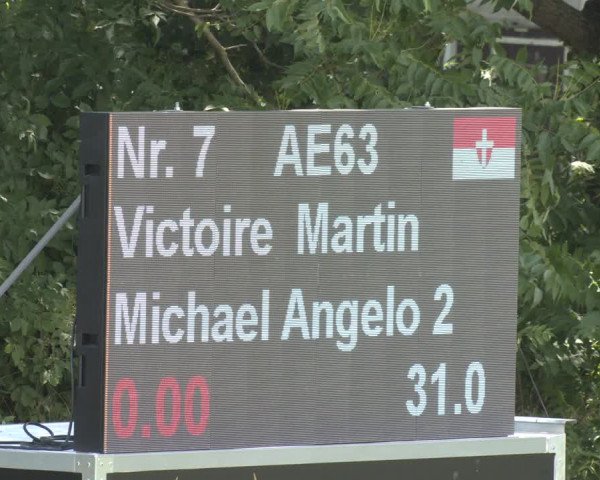 Nr. 7 AE63
Victoire Martin
Michael Angelo 2
0.00 31.0